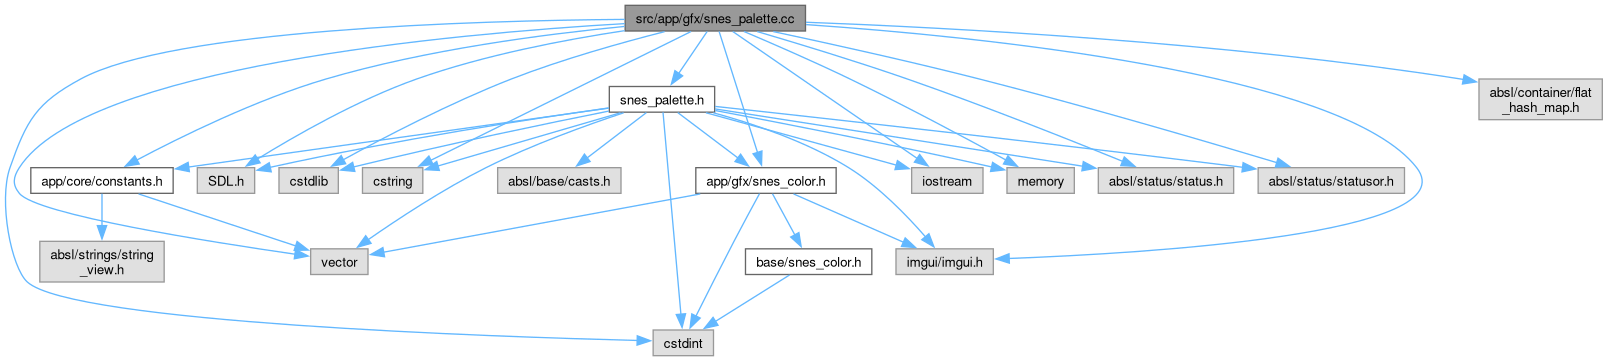 src/app/gfx/snes_palette.cc
snes_palette.h
absl/container/flat
_hash_map.h
app/core/constants.h
SDL.h
cstdlib
cstring
absl/base/casts.h
app/gfx/snes_color.h
iostream
memory
absl/status/status.h
absl/status/statusor.h
absl/strings/string
_view.h
vector
base/snes_color.h
imgui/imgui.h
cstdint